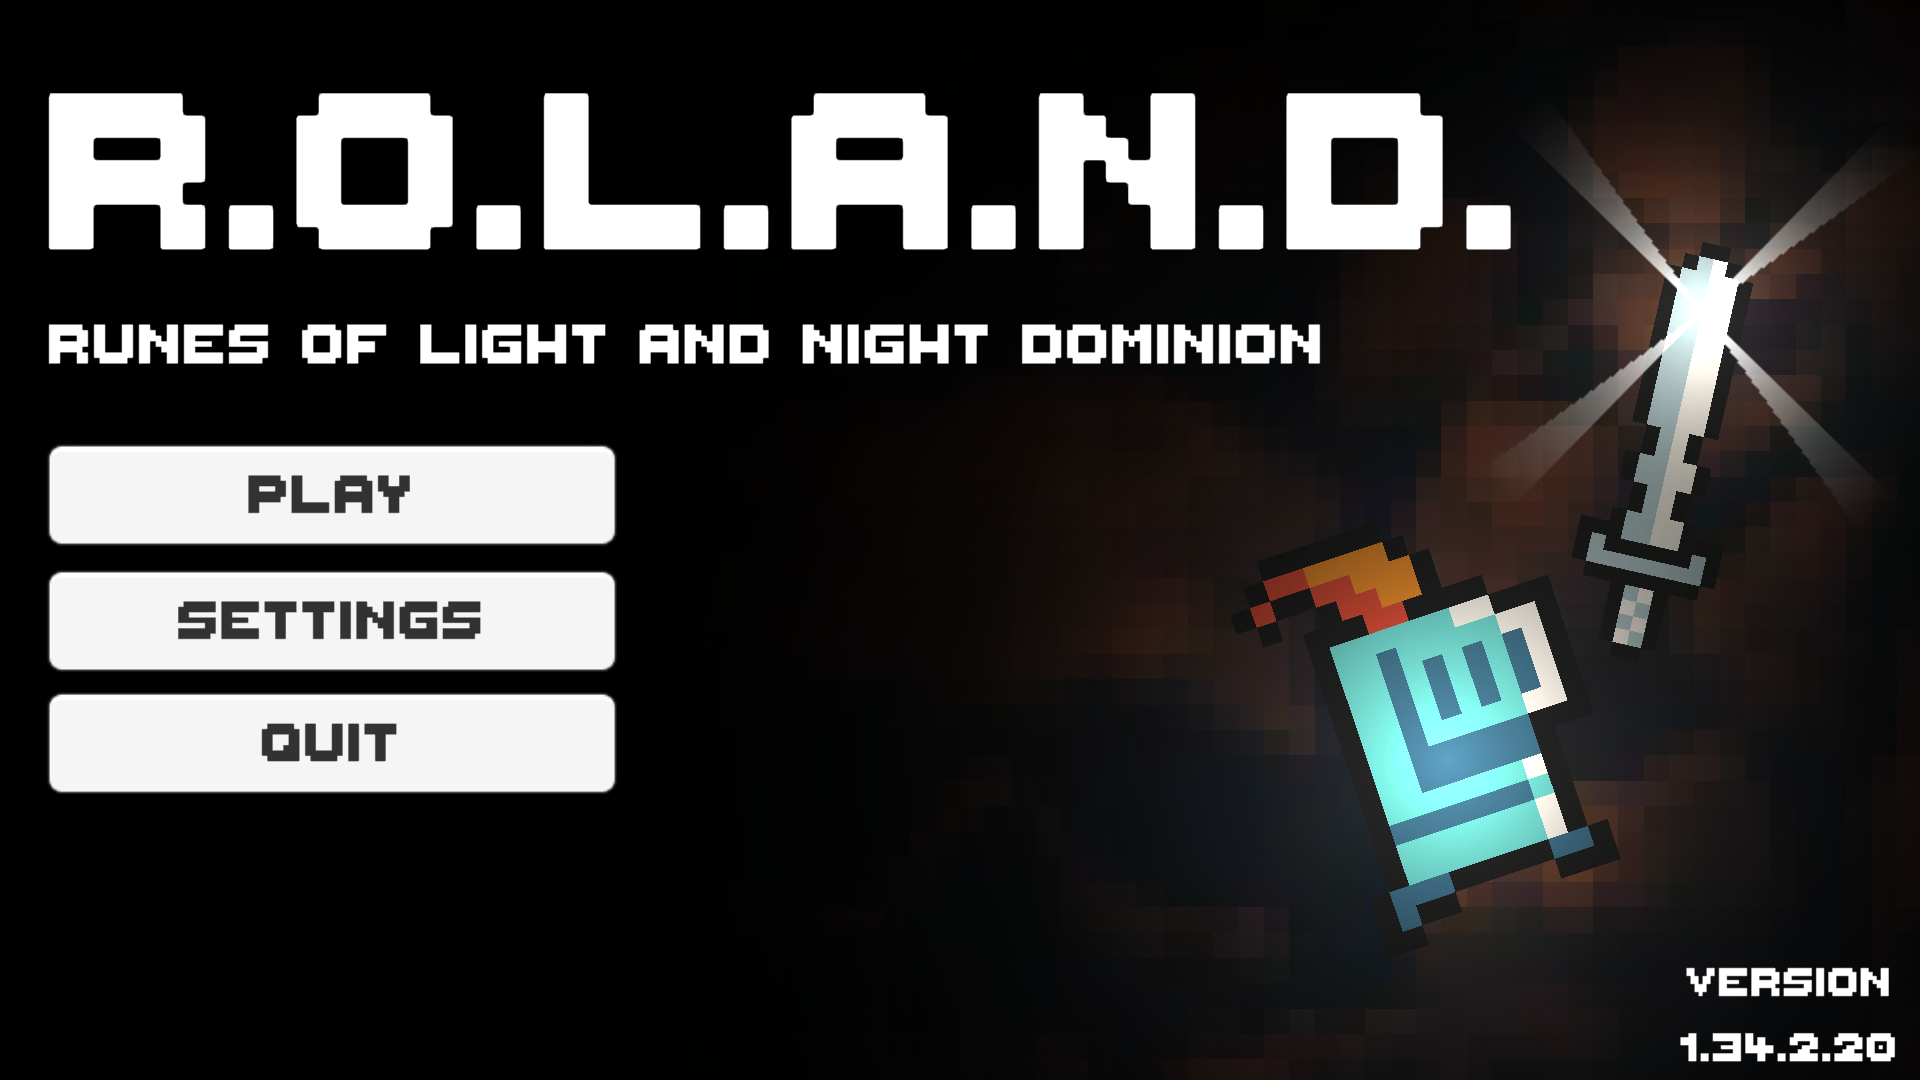 R.O.L.A.N.D.
RUNES OF LIGHT AND NIGHT DOMINION
PLAY
SETTINGS
QUIT
VERSION
1.34.2.20